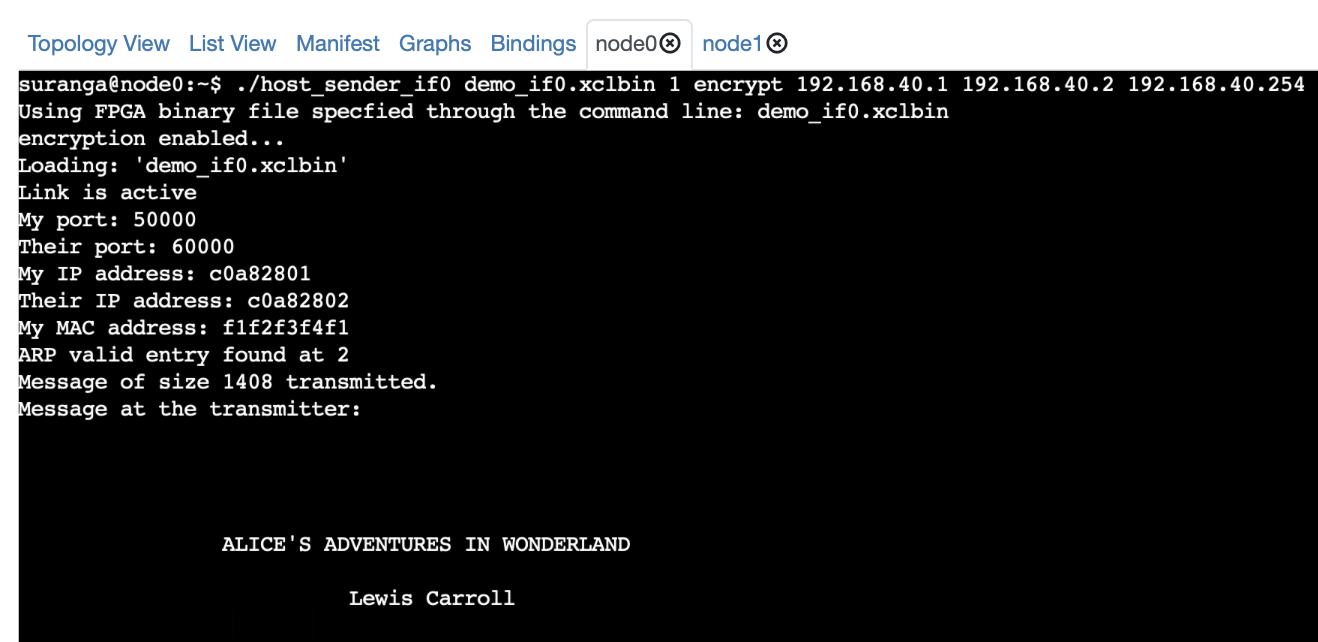 Topology View List View Manifest Graphs Bindings node0 node1
suranga@node0:~$ ./host_sender_if0 demo_if0.xclbin 1 encrypt 192.168.40.1 192.168.40.2 192.168.40.254
Using FPGA binary file specfied through the command line: demo_if0.xclbin
encryption enabled...
Loading: 'demo_if0.xclbin'
Link is active
My port: 50000
Their port: 60000
My IP address: c0a82801
Their IP address: c0a82802
My MAC address: f1f2f3f4f1
ARP valid entry found at 2
Message of size 1408 transmitted.
Message at the transmitter:
ALICE'S ADVENTURES IN WONDERLAND
Lewis Carroll